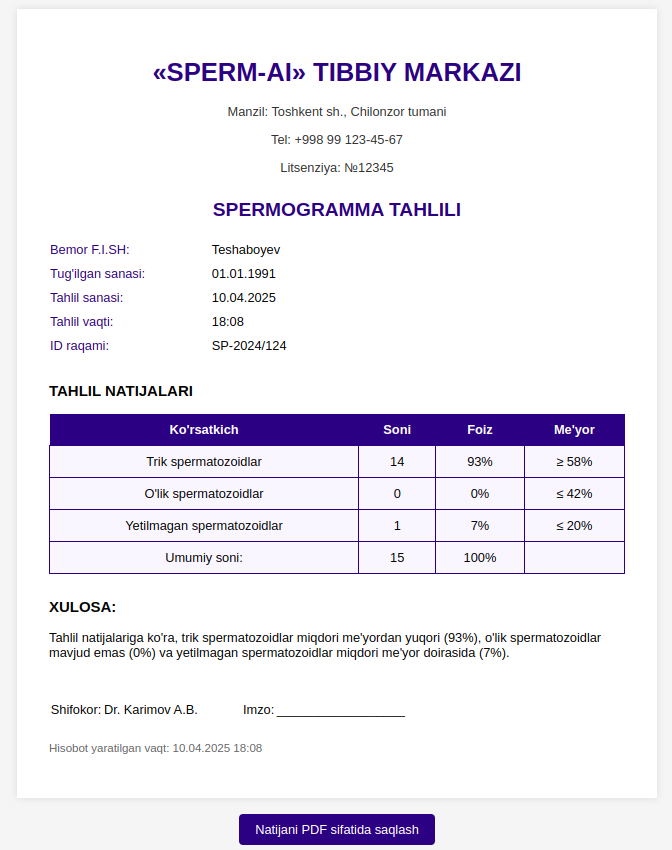 «SPERM-AI» TIBBIY MARKAZI
Manzil: Toshkent sh., Chilonzor tumani
Tel: +998 99 123-45-67
Litsenziya: №12345
SPERMOGRAMMA TAHLILI
Bemor F.I.SH: Teshaboyev
Tug'ilgan sanasi: 01.01.1991
Tahlil sanasi: 10.04.2025
Tahlil vaqti: 18:08
ID raqami: SP-2024/124
TAHLIL NATIJALARI
Ko'rsatkich Soni Foiz Me'yor
Trik spermatozoidlar 14 93% ≥ 58%
O'lik spermatozoidlar 0 0% ≤ 42%
Yetilmagan spermatozoidlar 1 7% ≤ 20%
Umumiy soni: 15 100%
XULOSA:
Tahlil natijalariga ko'ra, trik spermatozoidlar miqdori me'yordan yuqori (93%), o'lik spermatozoidlar
mavjud emas (0%) va yetilmagan spermatozoidlar miqdori me'yor doirasida (7%).
Shifokor: Dr. Karimov A.B. Imzo: ___________________
Hisobot yaratilgan vaqt: 10.04.2025 18:08
Natijani PDF sifatida saqlash